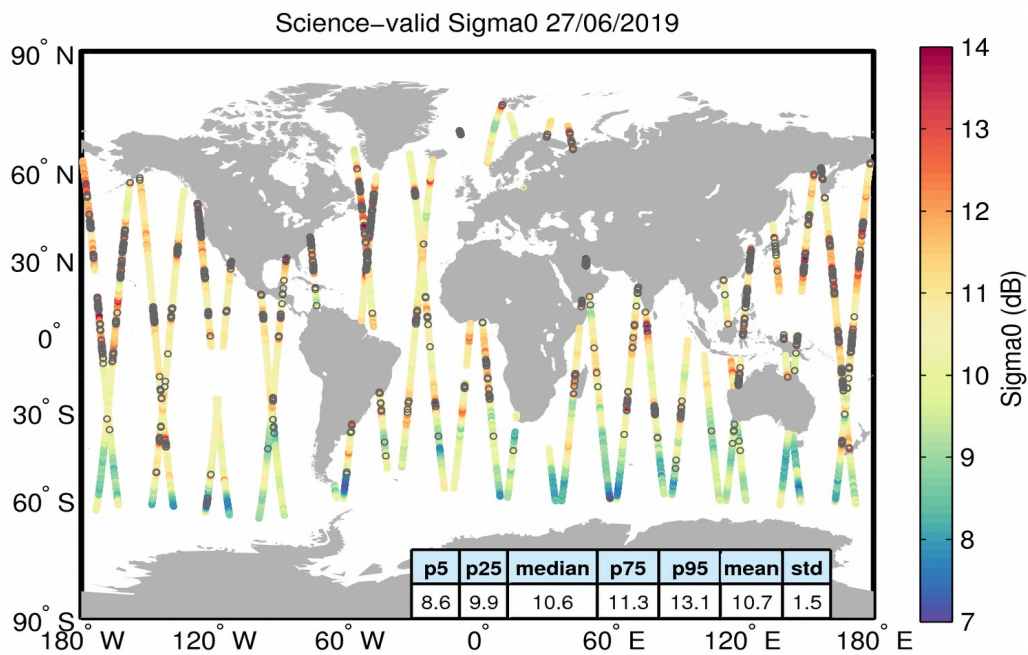 Science−valid Sigma0 27/06/2019
90° N
60° N
30° N
0°
30° S
60° S
90° S
180° W
120° W
60° W
0°
60° E
120° E
180° E
p5 p25 median p75 p95 mean std
8.6 9.9 10.6 11.3 13.1 10.7 1.5
14
13
12
11
10
9
8
7
Sigma0 (dB)